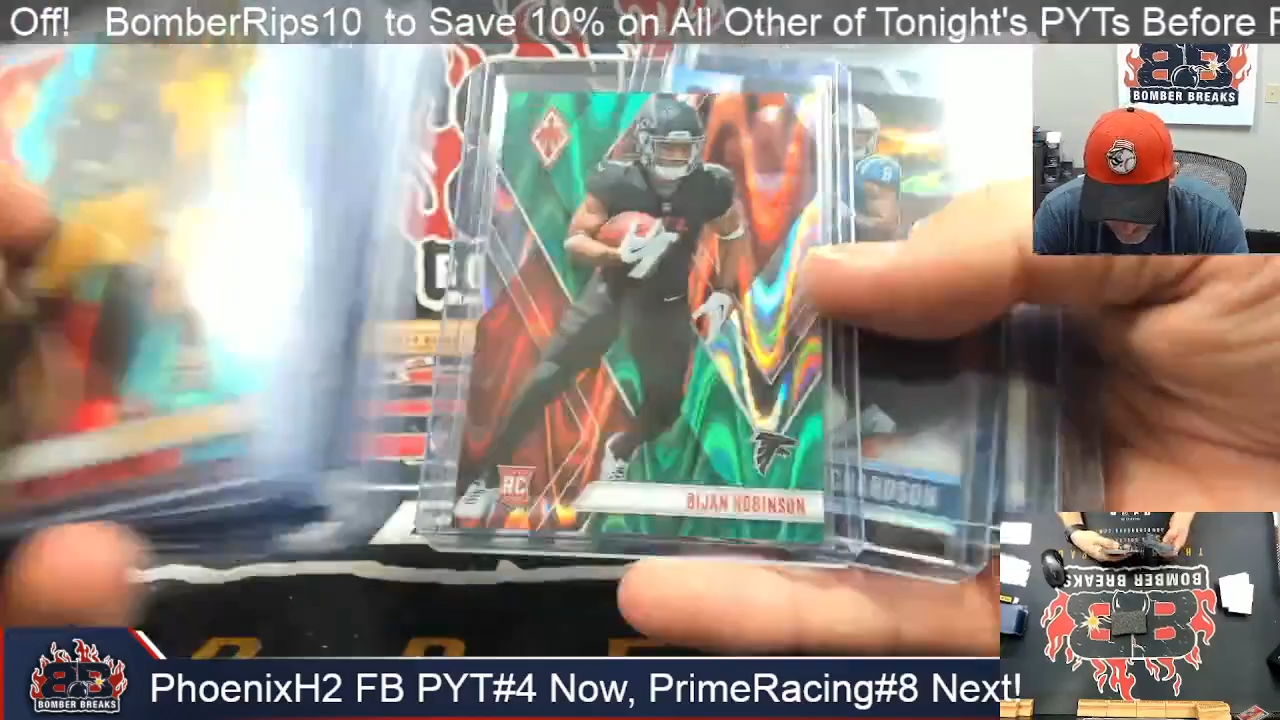 Off! BomberRips10 to Save 10% on All Other of Tonight's PYTs Before F
BOMBER BREAKS
RC
BIJAN ROBINSON
BOMBER BREAKS
BOMBER BREAKS
PhoenixH2 FB PYT#4 Now, PrimeRacing#8 Next!